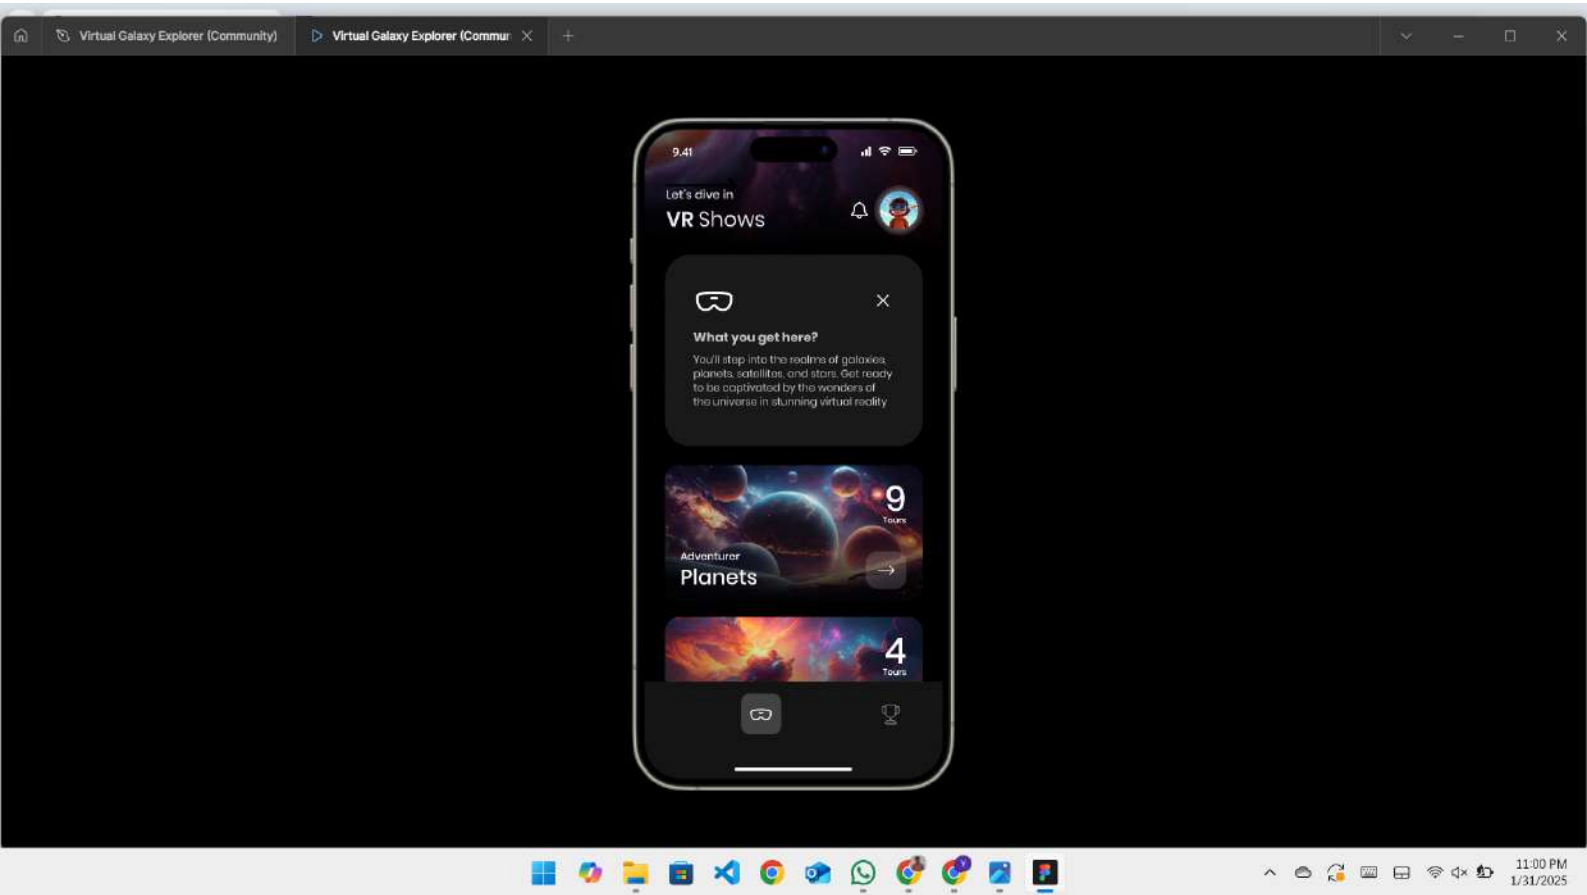 Virtual Galaxy Explorer (Community)
Virtual Galaxy Explorer (Commur
9.41
Let's dive in
VR Shows
What you get here?
You'll step into the realms of galaxies,
planets, satellites, and stars. Get ready
to be captivated by the wonders of
the universe in stunning virtual reality
9
Tours
Adventurer
Planets
4
Tours
11:00 PM
1/31/2025